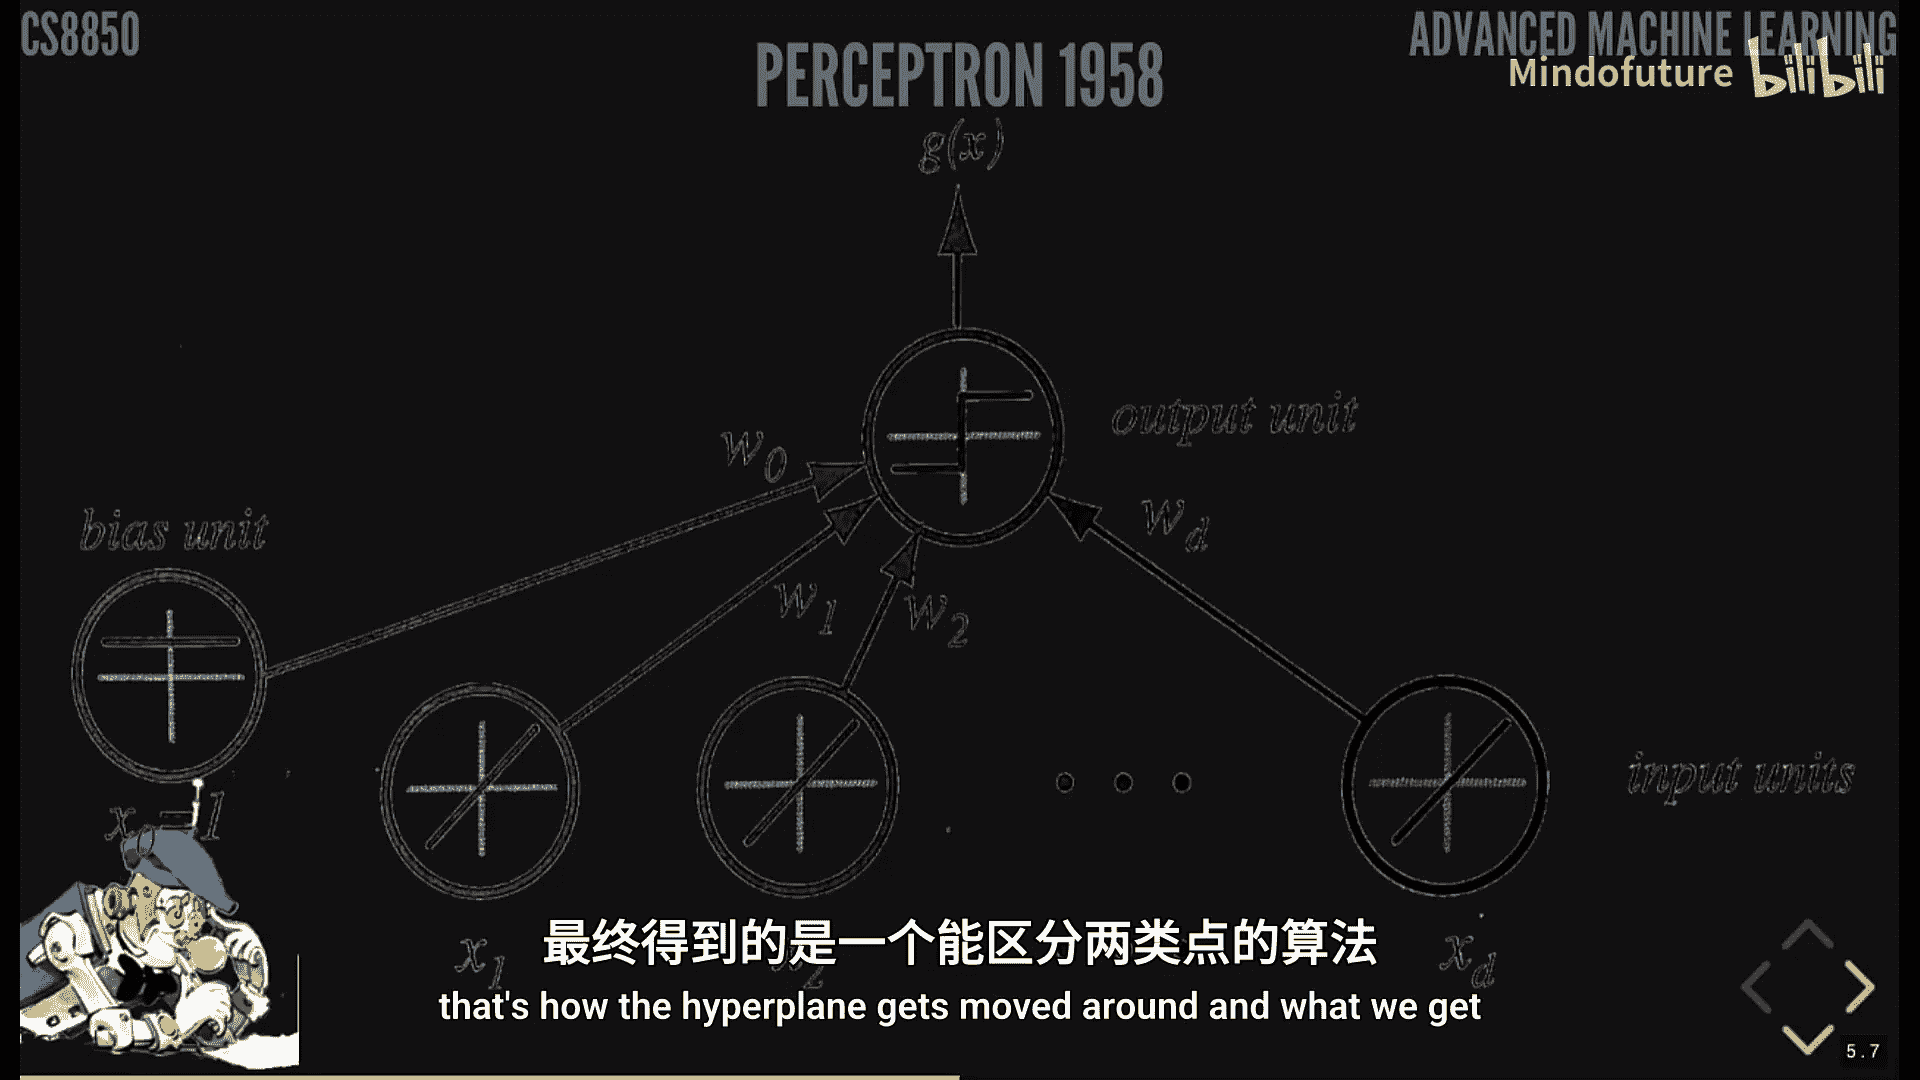 CS8850
ADVANCED MACHINE LEARNING
Mindofuture bilibili
PERCEPTRON 1958
g(x)
output unit
w0
wd
bias unit
w1
w2
input units
x0=1
最终得到的是一个能区分两类点的算法
x1
x2
xd
that's how the hyperplane gets moved around and what we get
5.7